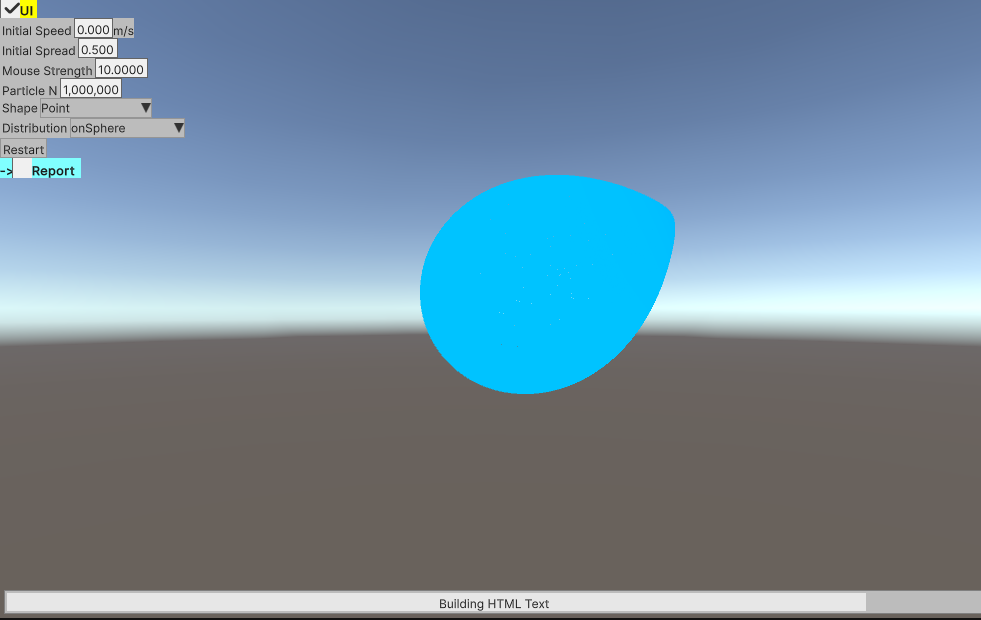 UI
Initial Speed 0.000 m/s
Initial Spread 0.500
Mouse Strength 10.0000
Particle N 1,000,000
Shape Point
Distribution onSphere
Restart
-> Report
Building HTML Text